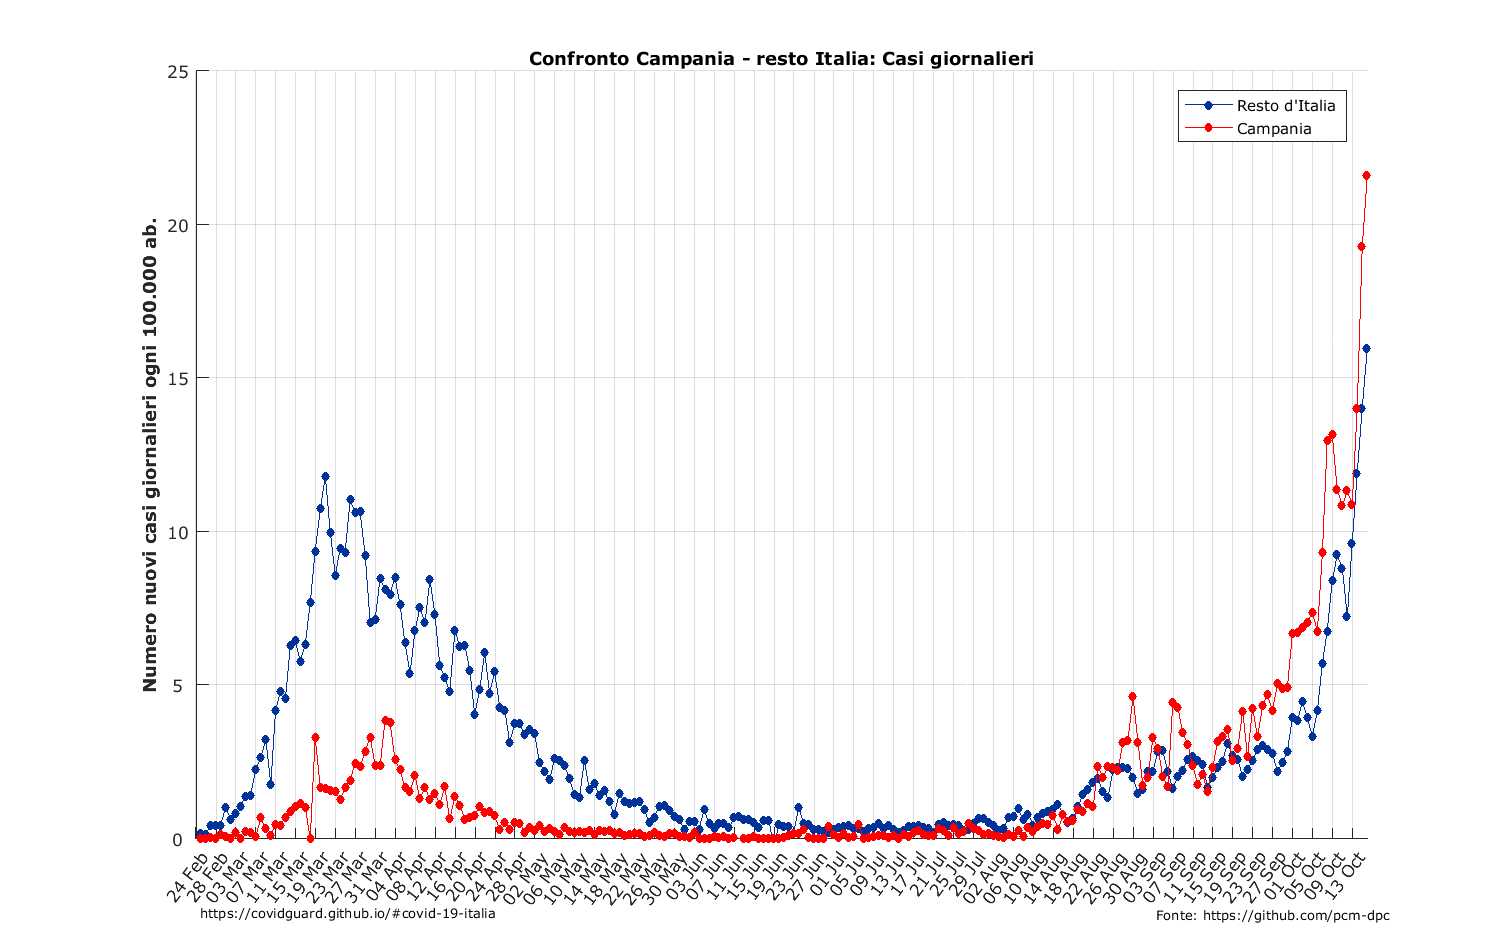 Confronto Campania - resto Italia: Casi giornalieri
25
20
15
10
5
0
Numero nuovi casi giornalieri ogni 100.000 ab.
Resto d'Italia
Campania
24 Feb
28 Feb
03 Mar
07 Mar
11 Mar
15 Mar
19 Mar
23 Mar
27 Mar
31 Mar
04 Apr
08 Apr
12 Apr
16 Apr
20 Apr
24 Apr
28 Apr
02 May
06 May
10 May
14 May
18 May
22 May
26 May
30 May
03 Jun
07 Jun
11 Jun
15 Jun
19 Jun
23 Jun
27 Jun
01 Jul
05 Jul
09 Jul
13 Jul
17 Jul
21 Jul
25 Jul
29 Jul
02 Aug
06 Aug
10 Aug
14 Aug
18 Aug
22 Aug
26 Aug
30 Aug
03 Sep
07 Sep
11 Sep
15 Sep
19 Sep
23 Sep
27 Sep
01 Oct
05 Oct
09 Oct
13 Oct
https://covidguard.github.io/#covid-19-italia
Fonte: https://github.com/pcm-dpc